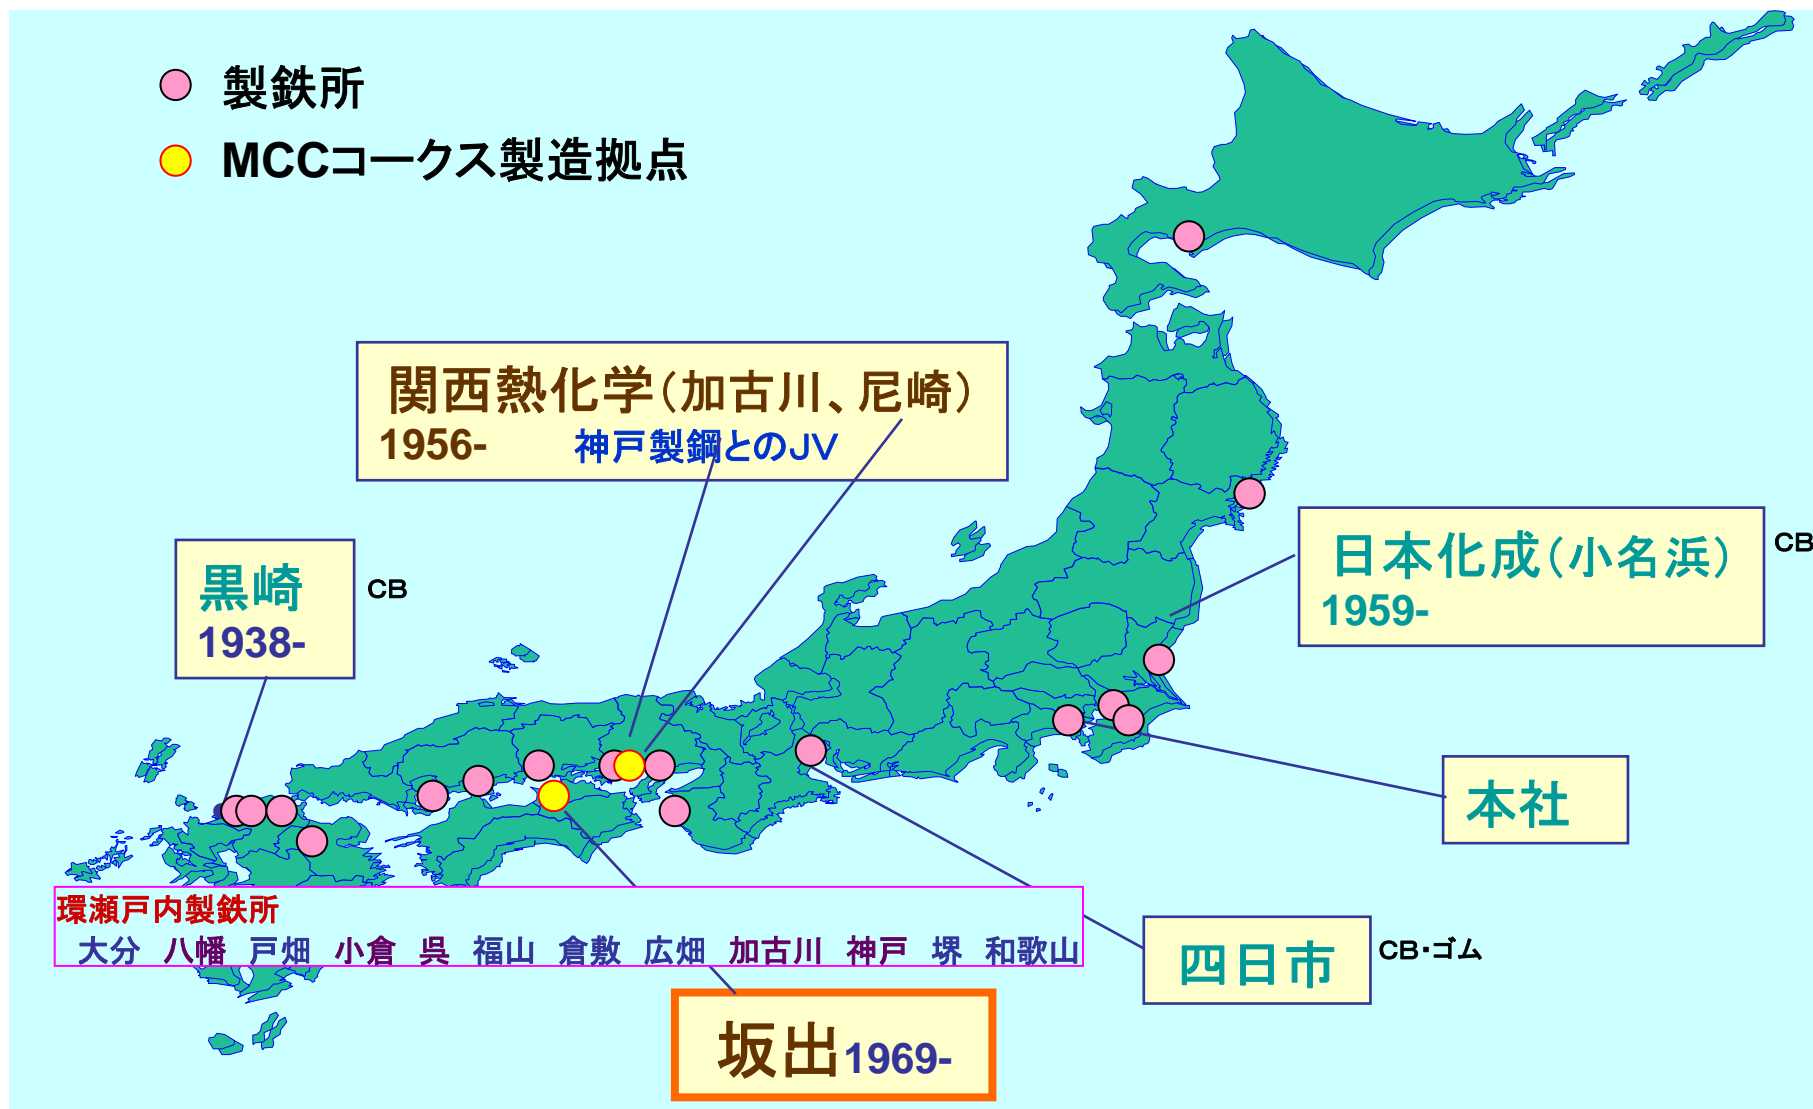 製鉄所
MCCコークス製造拠点
関西熱化学（加古川、尼崎）
1956- 神戸製鋼とのJV
日本化成（小名浜）
1959-
CB
黒崎
1938-
CB
本社
環瀬戸内製鉄所
大分 八幡 戸畑 小倉 呉 福山 倉敷 広畑 加古川 神戸 堺 和歌山
四日市
CB・ゴム
坂出1969-